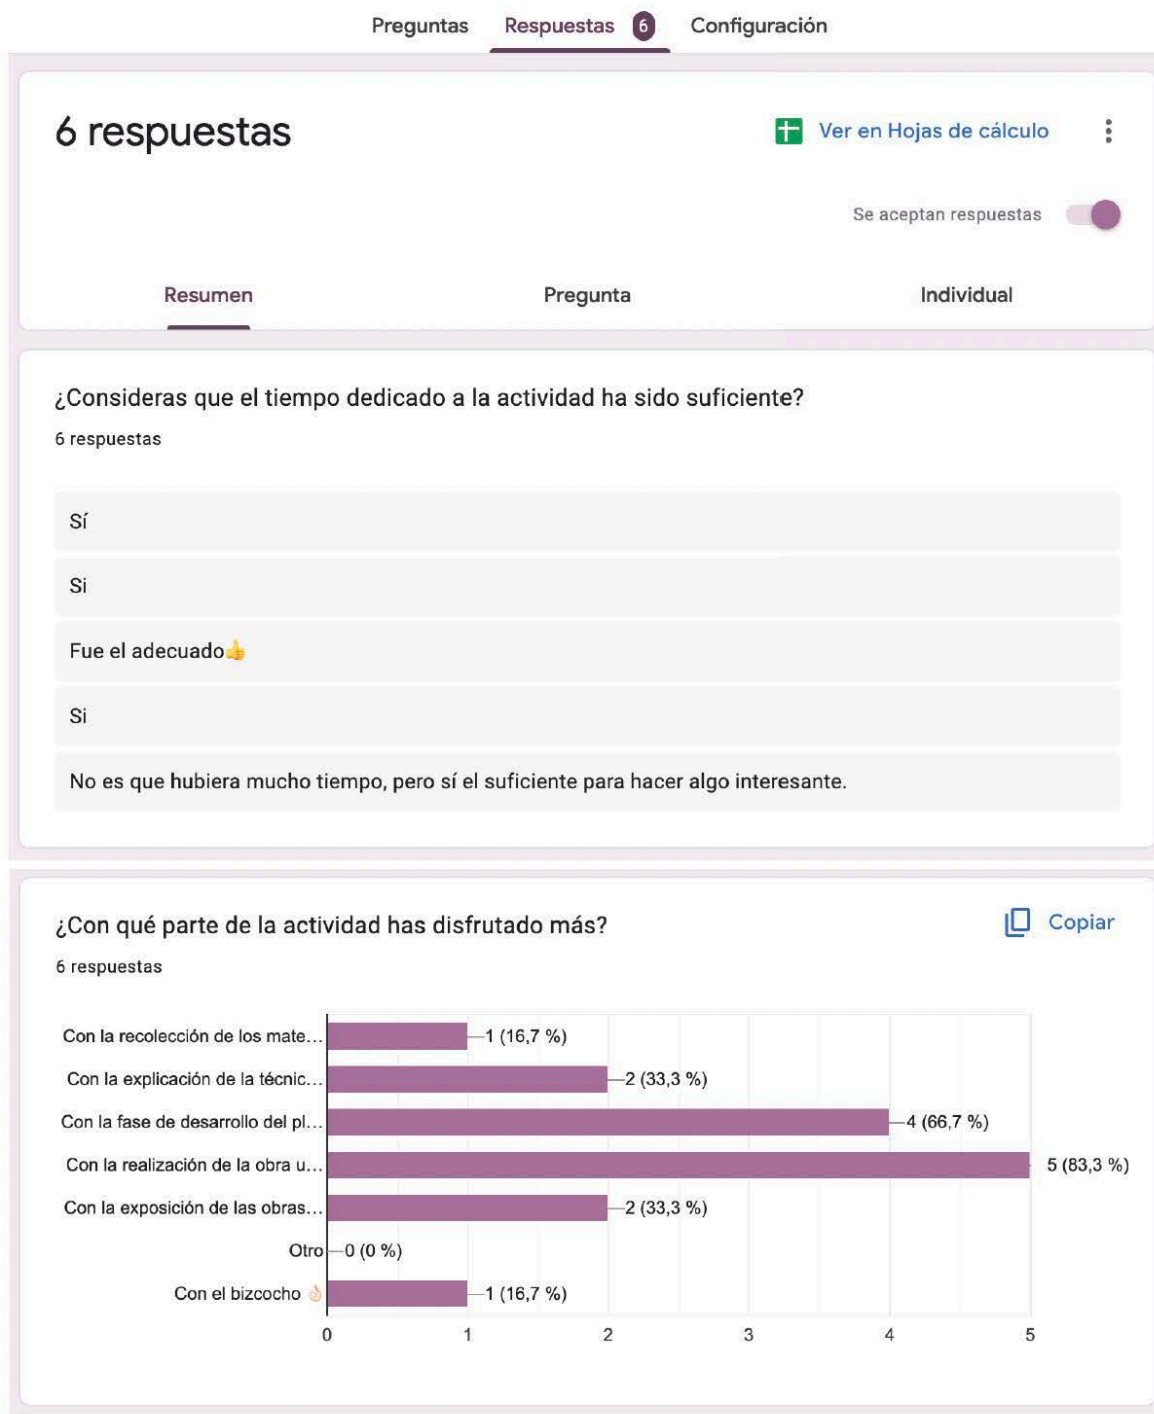 Preguntas Respuestas 6 Configuración
6 respuestas
Ver en Hojas de cálculo
Se aceptan respuestas
Resumen Pregunta Individual
¿Consideras que el tiempo dedicado a la actividad ha sido suficiente?
6 respuestas
Sí
Si
Fue el adecuado👍
Si
No es que hubiera mucho tiempo, pero sí el suficiente para hacer algo interesante.
¿Con qué parte de la actividad has disfrutado más?
Copiar
6 respuestas
Con la recolección de los mate... 1 (16,7 %)
Con la explicación de la técnic... 2 (33,3 %)
Con la fase de desarrollo del pl... 4 (66,7 %)
Con la realización de la obra u... 5 (83,3 %)
Con la exposición de las obras... 2 (33,3 %)
Otro 0 (0 %)
Con el bizcocho 👌🏻 1 (16,7 %)
0 1 2 3 4 5